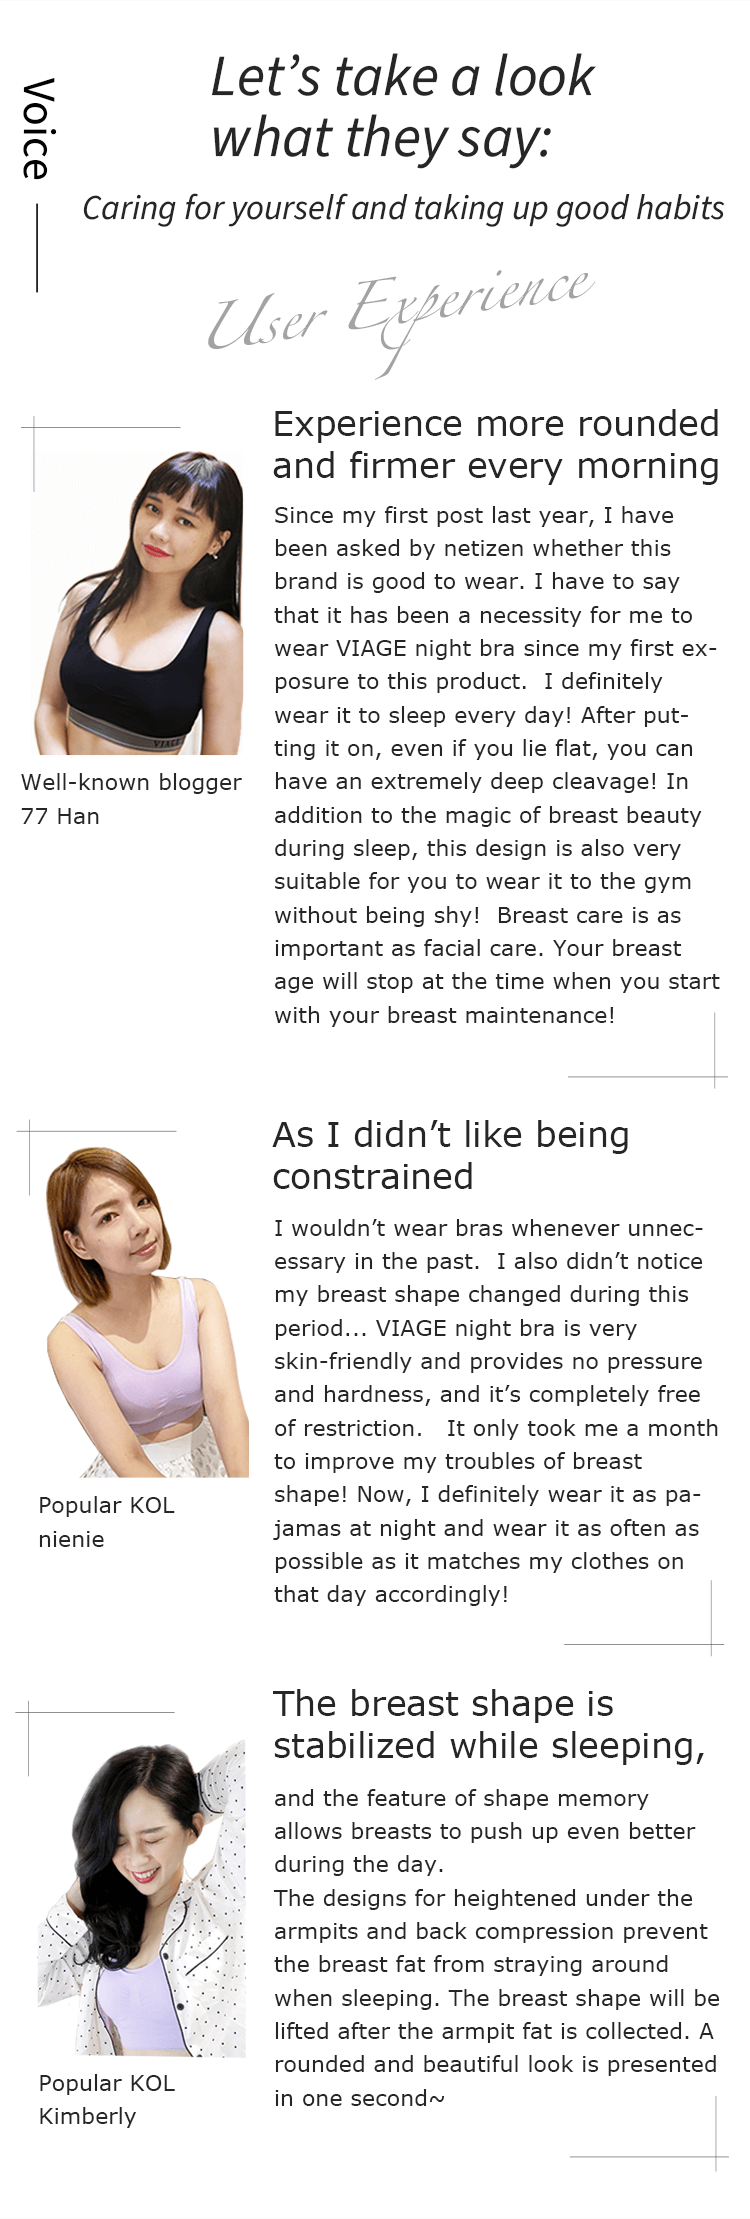 Voice
Let’s take a look
what they say:
Caring for yourself and taking up good habits
User Experience
Experience more rounded
and firmer every morning
Since my first post last year, I have
been asked by netizen whether this
brand is good to wear. I have to say
that it has been a necessity for me to
wear VIAGE night bra since my first ex-
posure to this product.  I definitely
wear it to sleep every day! After put-
ting it on, even if you lie flat, you can
have an extremely deep cleavage! In
addition to the magic of breast beauty
during sleep, this design is also very
suitable for you to wear it to the gym
without being shy!  Breast care is as
important as facial care. Your breast
age will stop at the time when you start
with your breast maintenance!
VIAGE
Well-known blogger
77 Han
As I didn’t like being
constrained
I wouldn’t wear bras whenever unnec-
essary in the past.  I also didn’t notice
my breast shape changed during this
period... VIAGE night bra is very
skin-friendly and provides no pressure
and hardness, and it’s completely free
of restriction.   It only took me a month
to improve my troubles of breast
shape! Now, I definitely wear it as pa-
jamas at night and wear it as often as
possible as it matches my clothes on
that day accordingly!
Popular KOL
nienie
The breast shape is
stabilized while sleeping,
and the feature of shape memory
allows breasts to push up even better
during the day.
The designs for heightened under the
armpits and back compression prevent
the breast fat from straying around
when sleeping. The breast shape will be
lifted after the armpit fat is collected. A
rounded and beautiful look is presented
in one second~
Popular KOL
Kimberly